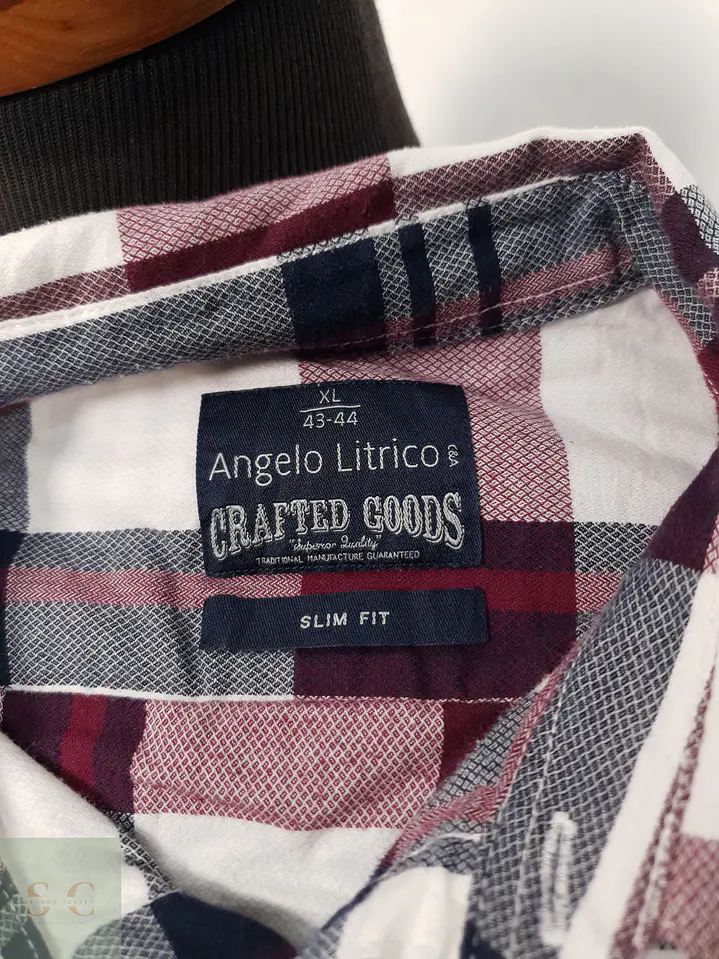 XL
43-44
Angelo Litrico C&A
CRAFTED GOODS
"Superior Quality"
TRADITIONAL MANUFACTURE GUARANTEED
SLIM FIT
S C